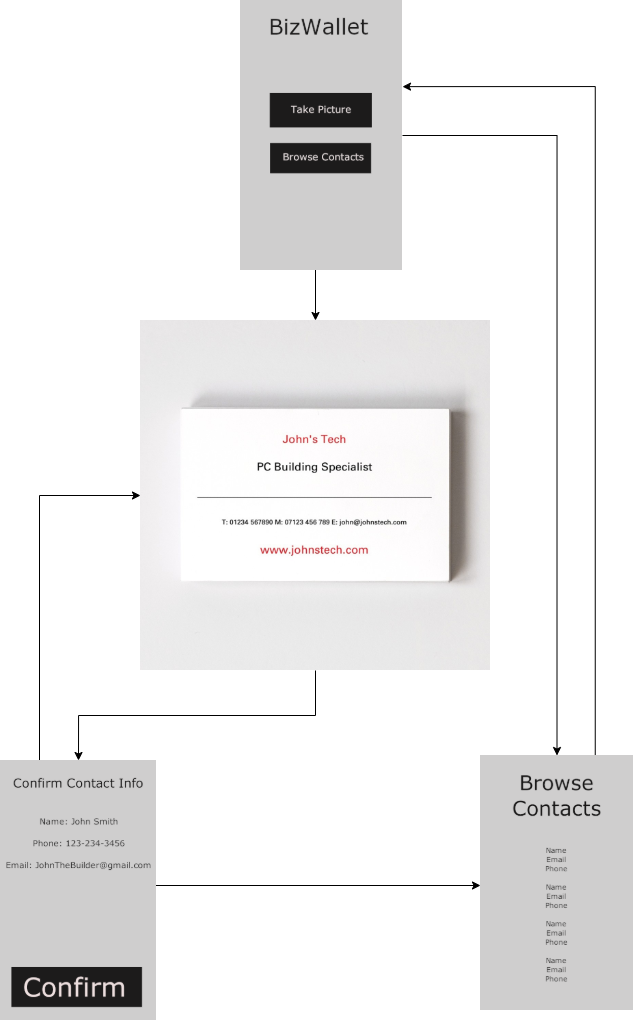 BizWallet
Take Picture
Browse Contacts
John's Tech
PC Building Specialist
T: 01234 567890 M: 07123 456 789 E: john@johnstech.com
www.johnstech.com
Confirm Contact Info
Name: John Smith
Phone: 123-234-3456
Email: JohnTheBuilder@gmail.com
Confirm
Browse
Contacts
Name
Email
Phone
Name
Email
Phone
Name
Email
Phone
Name
Email
Phone